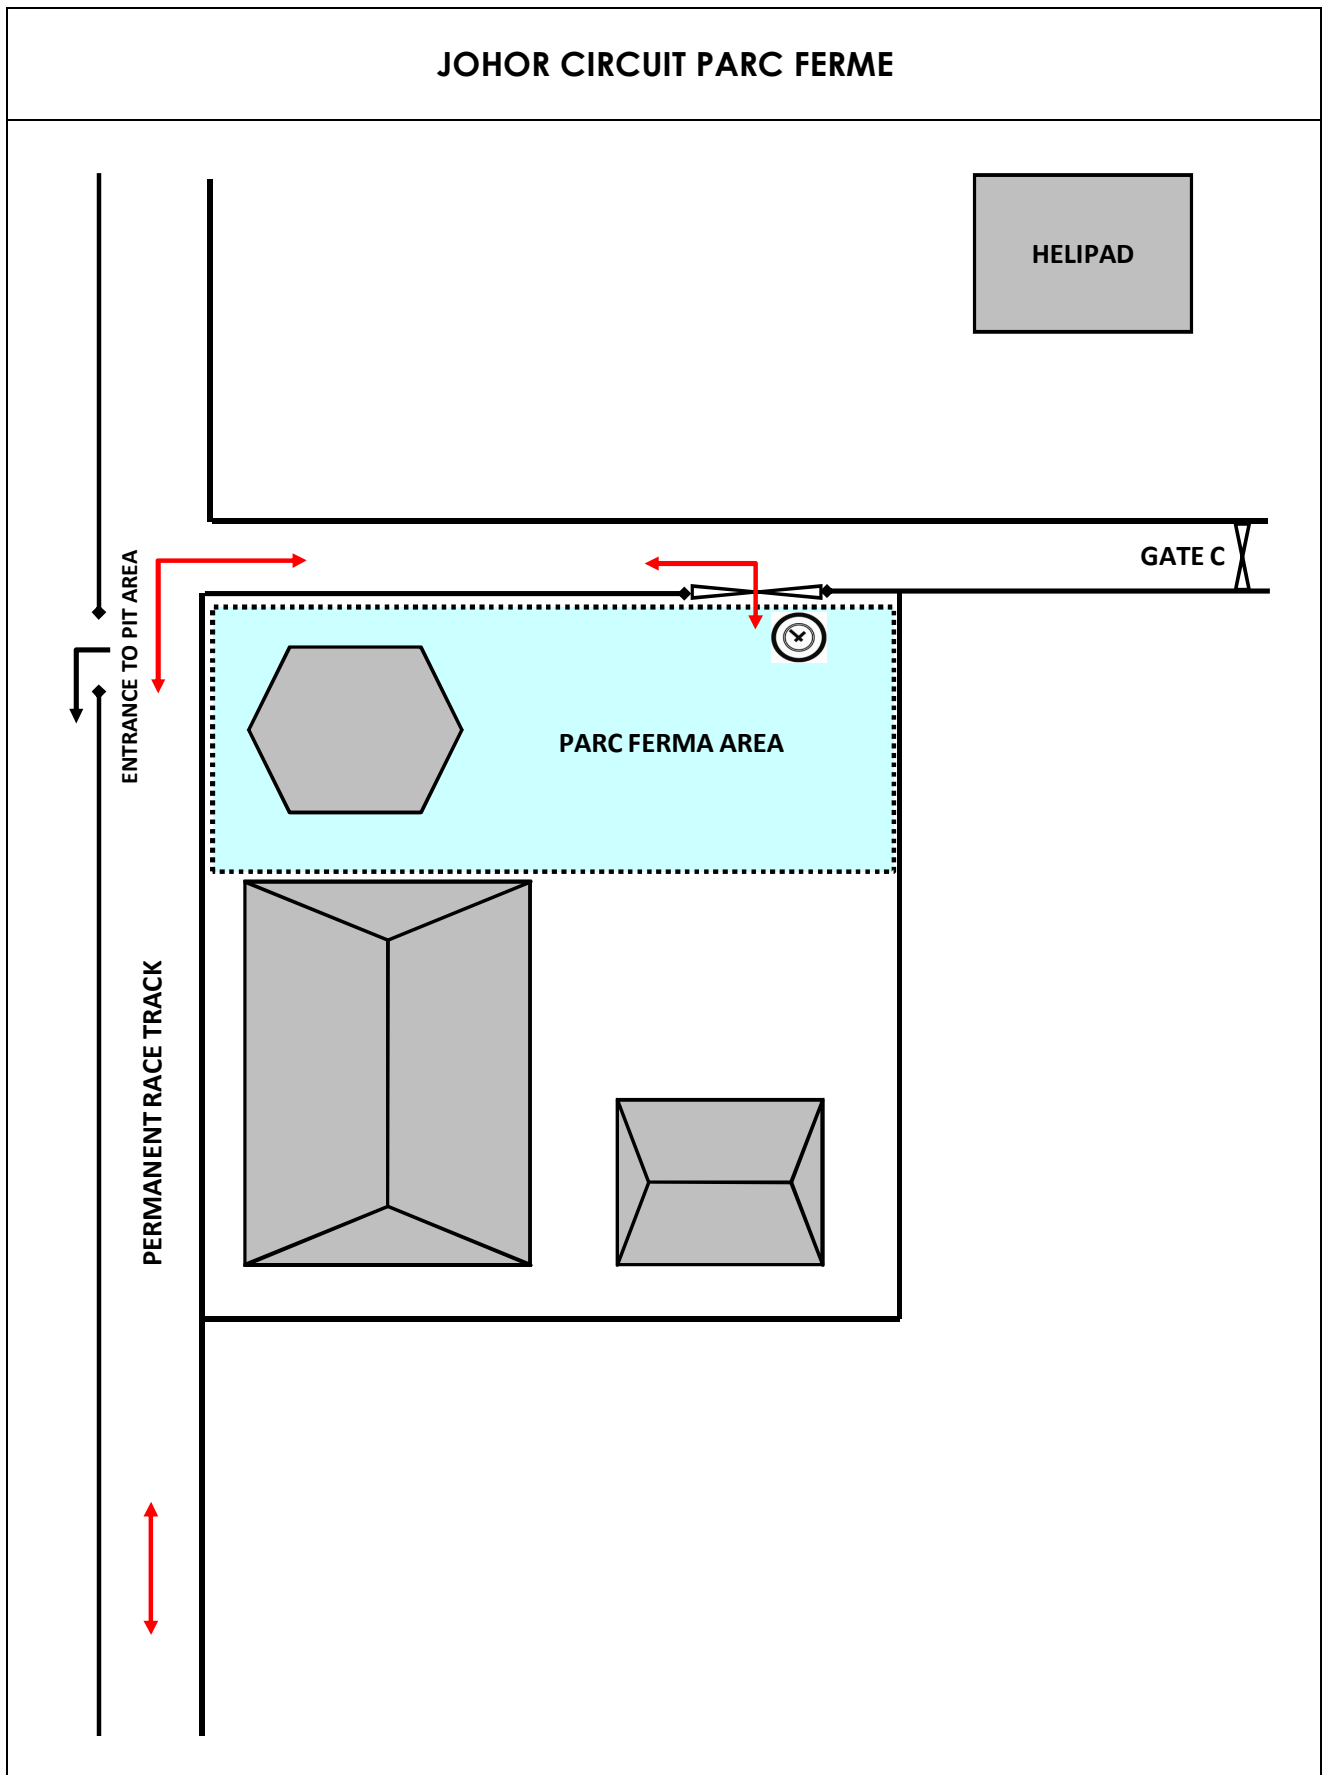 JOHOR CIRCUIT PARC FERME
HELIPAD
GATE C
ENTRANCE TO PIT AREA
PARC FERMA AREA
PERMANENT RACE TRACK